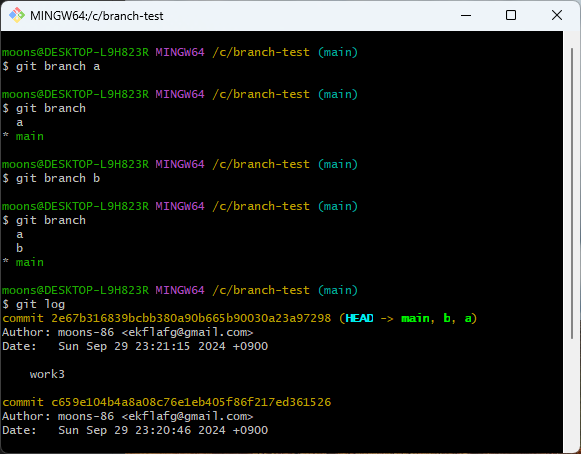 MINGW64:/c/branch-test
moons@DESKTOP-L9H823R MINGW64 /c/branch-test (main)
$ git branch a
moons@DESKTOP-L9H823R MINGW64 /c/branch-test (main)
$ git branch
  a
* main
moons@DESKTOP-L9H823R MINGW64 /c/branch-test (main)
$ git branch b
moons@DESKTOP-L9H823R MINGW64 /c/branch-test (main)
$ git branch
  a
  b
* main
moons@DESKTOP-L9H823R MINGW64 /c/branch-test (main)
$ git log
commit 2e67b316839bcbb380a90b665b90030a23a97298 (HEAD -> main, b, a)
Author: moons-86 <ekflafg@gmail.com>
Date:   Sun Sep 29 23:21:15 2024 +0900
    work3
commit c659e104b4a8a08c76e1eb405f86f217ed361526
Author: moons-86 <ekflafg@gmail.com>
Date:   Sun Sep 29 23:20:46 2024 +0900